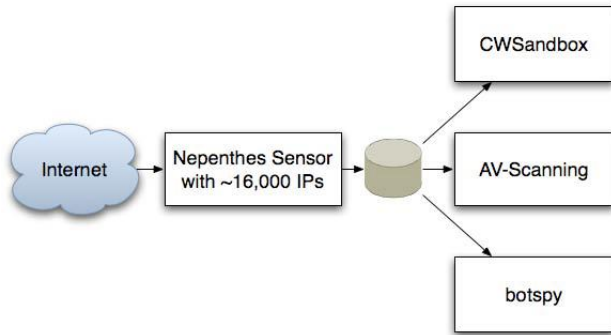 CWSandbox
Internet
Nepenthes Sensor
with ~16,000 IPs
AV-Scanning
botspy